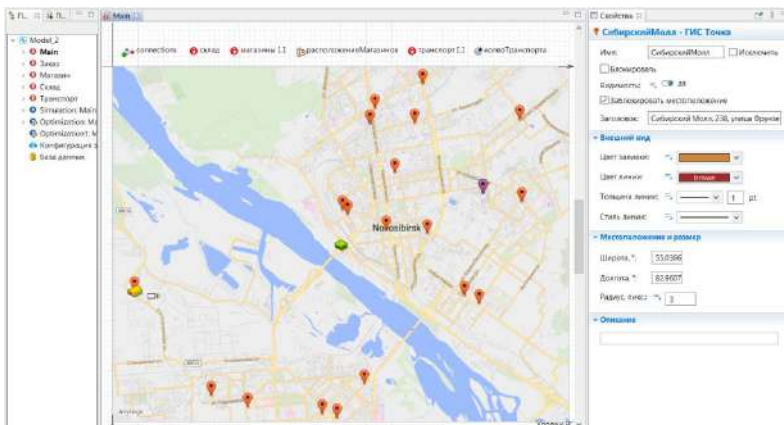 Model_2
Main
Заказ
Магазин
Склад
Транспорт
Simulation: Main
Optimization: Ma
Optimization1: M
Конфигурация з
База данных
Main
connections
склад
магазины [..]
расположениеМагазинов
транспорт [..]
колвоТранспорта
Novosibirsk
Свойства
СибирскийМолл - ГИС Точка
Имя:
СибирскийМолл
Исключить
Блокировать
Видимость:
да
Заблокировать местоположение
Заголовок:
Сибирский Молл, 238, улица Фрунзе
Внешний вид
Цвет заливки:
Цвет линии:
Толщина линии:
1 pt
Стиль линии:
Местоположение и размер
Широта, °:
55.0396
Долгота, °:
82.9607
Радиус, пикс:
3
Описание